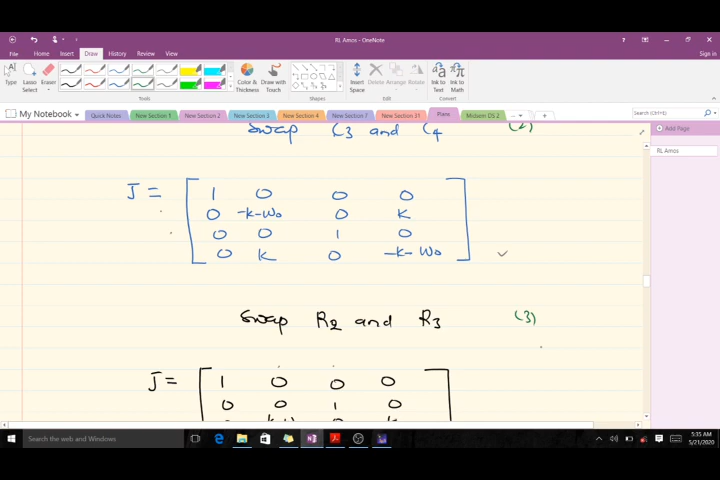 RL Amos - OneNote
File Home Insert Draw History Review View Sign in
Type Lasso Select Eraser Color & Thickness Draw with Touch Shapes Insert Space Delete Arrange Rotate Ink to Text Ink to Math
Tools Shapes Edit Convert
My Notebook Quick Notes New Section 1 New Section 2 New Section 3 New Section 4 New Section 7 New Section 31 Plane Midsem DS 2 Search (Ctrl+E)
Add Page
RL Amos
Swap C3 and C4 (2)
J = 1 0 0 0
0 -k-Wo 0 k
0 0 1 0
0 k 0 -k-Wo
Swap R2 and R3 (3)
J = 1 0 0 0
0 0 1 0
Search the web and Windows
5:35 AM
5/21/2020